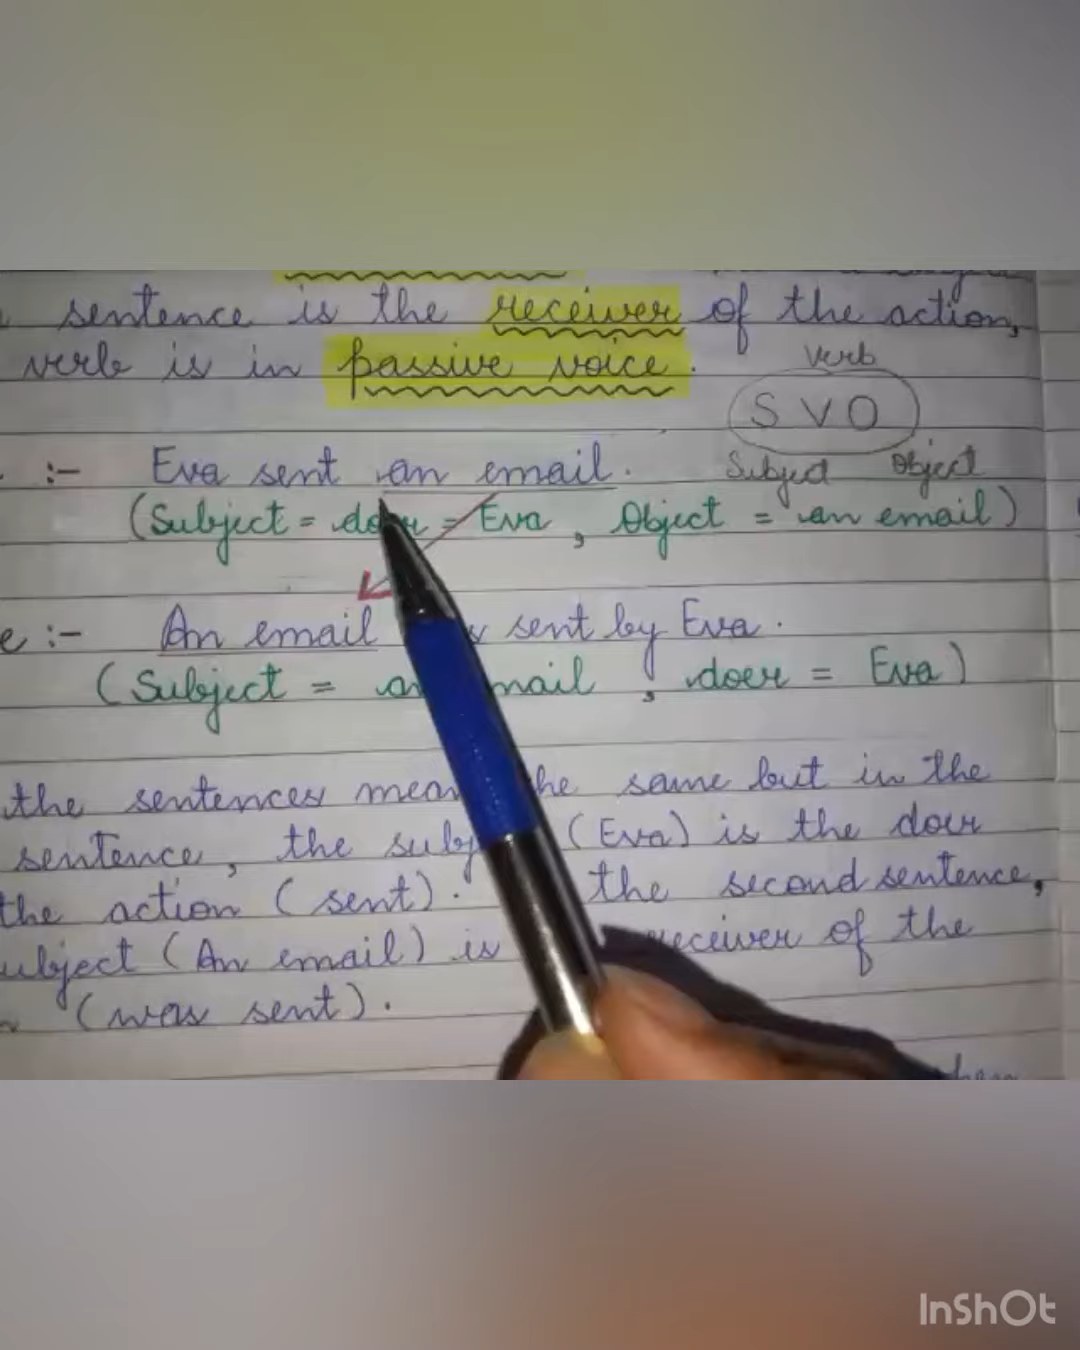 sentence is the receiver of the action,
verb is in passive voice.
verb
S V O
:- Eva sent an email.
Subject Object
(Subject = doer = Eva, Object = an email)
e :- An email sent by Eva.
(Subject = an email, doer = Eva)
the sentences mean the same but in the
sentence, the (Eva) is the doer
the action (sent). the second sentence,
ubject (An email) is receiver of the
(was sent).
InShOt